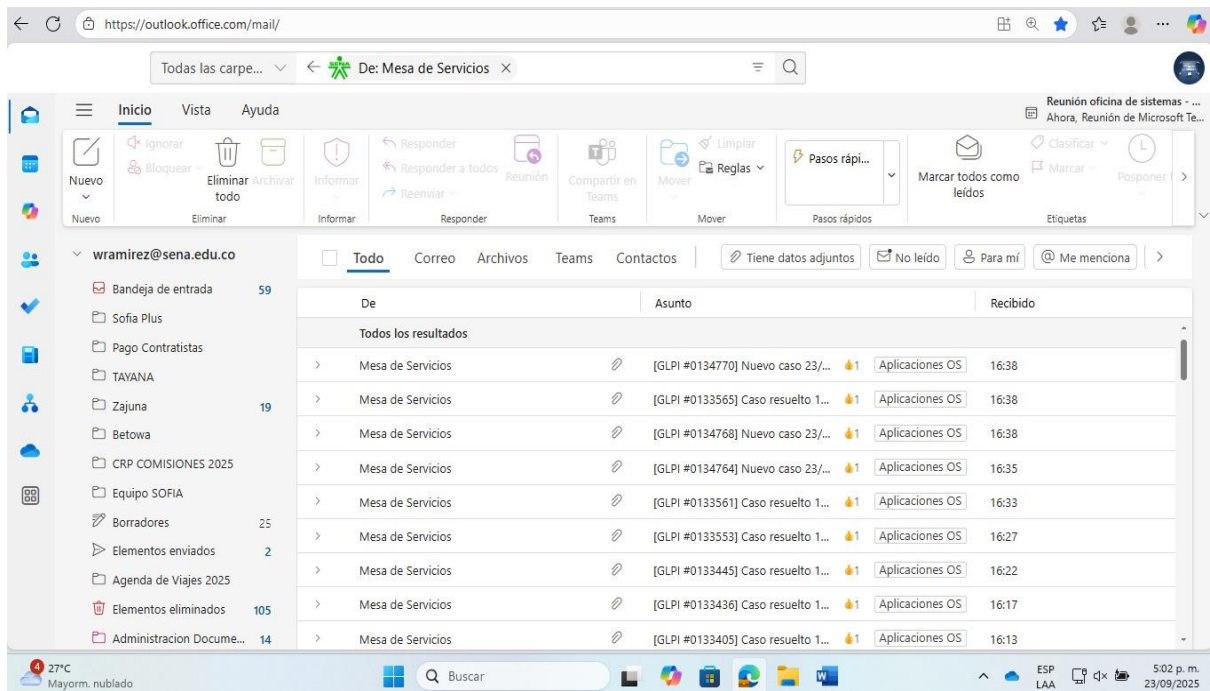 https://outlook.office.com/mail/
Todas las carpe... De: Mesa de Servicios
Inicio Vista Ayuda
Reunión oficina de sistemas - ...
Ahora, Reunión de Microsoft Te...
Nuevo
Ignorar
Bloquear
Eliminar todo
Archivar
Informar
Responder
Responder a todos
Reenviar
Reunión
Compartir en Teams
Mover
Limpiar
Reglas
Pasos rápi...
Marcar todos como leídos
Clasificar
Marcar
Posponer
Nuevo Eliminar Informar Responder Teams Mover Pasos rápidos Etiquetas
wramirez@sena.edu.co
Bandeja de entrada 59
Sofia Plus
Pago Contratistas
TAYANA
Zajuna 19
Betowa
CRP COMISIONES 2025
Equipo SOFIA
Borradores 25
Elementos enviados 2
Agenda de Viajes 2025
Elementos eliminados 105
Administracion Docume... 14
Todo Correo Archivos Teams Contactos Tiene datos adjuntos No leído Para mí @ Me menciona
De Asunto Recibido
Todos los resultados
Mesa de Servicios [GLPI #0134770] Nuevo caso 23/... 1 Aplicaciones OS 16:38
Mesa de Servicios [GLPI #0133565] Caso resuelto 1... 1 Aplicaciones OS 16:38
Mesa de Servicios [GLPI #0134768] Nuevo caso 23/... 1 Aplicaciones OS 16:38
Mesa de Servicios [GLPI #0134764] Nuevo caso 23/... 1 Aplicaciones OS 16:35
Mesa de Servicios [GLPI #0133561] Caso resuelto 1... 1 Aplicaciones OS 16:33
Mesa de Servicios [GLPI #0133553] Caso resuelto 1... 1 Aplicaciones OS 16:27
Mesa de Servicios [GLPI #0133445] Caso resuelto 1... 1 Aplicaciones OS 16:22
Mesa de Servicios [GLPI #0133436] Caso resuelto 1... 1 Aplicaciones OS 16:17
Mesa de Servicios [GLPI #0133405] Caso resuelto 1... 1 Aplicaciones OS 16:13
4
27°C
Mayorm. nublado
Buscar
ESP
LAA
5:02 p. m.
23/09/2025